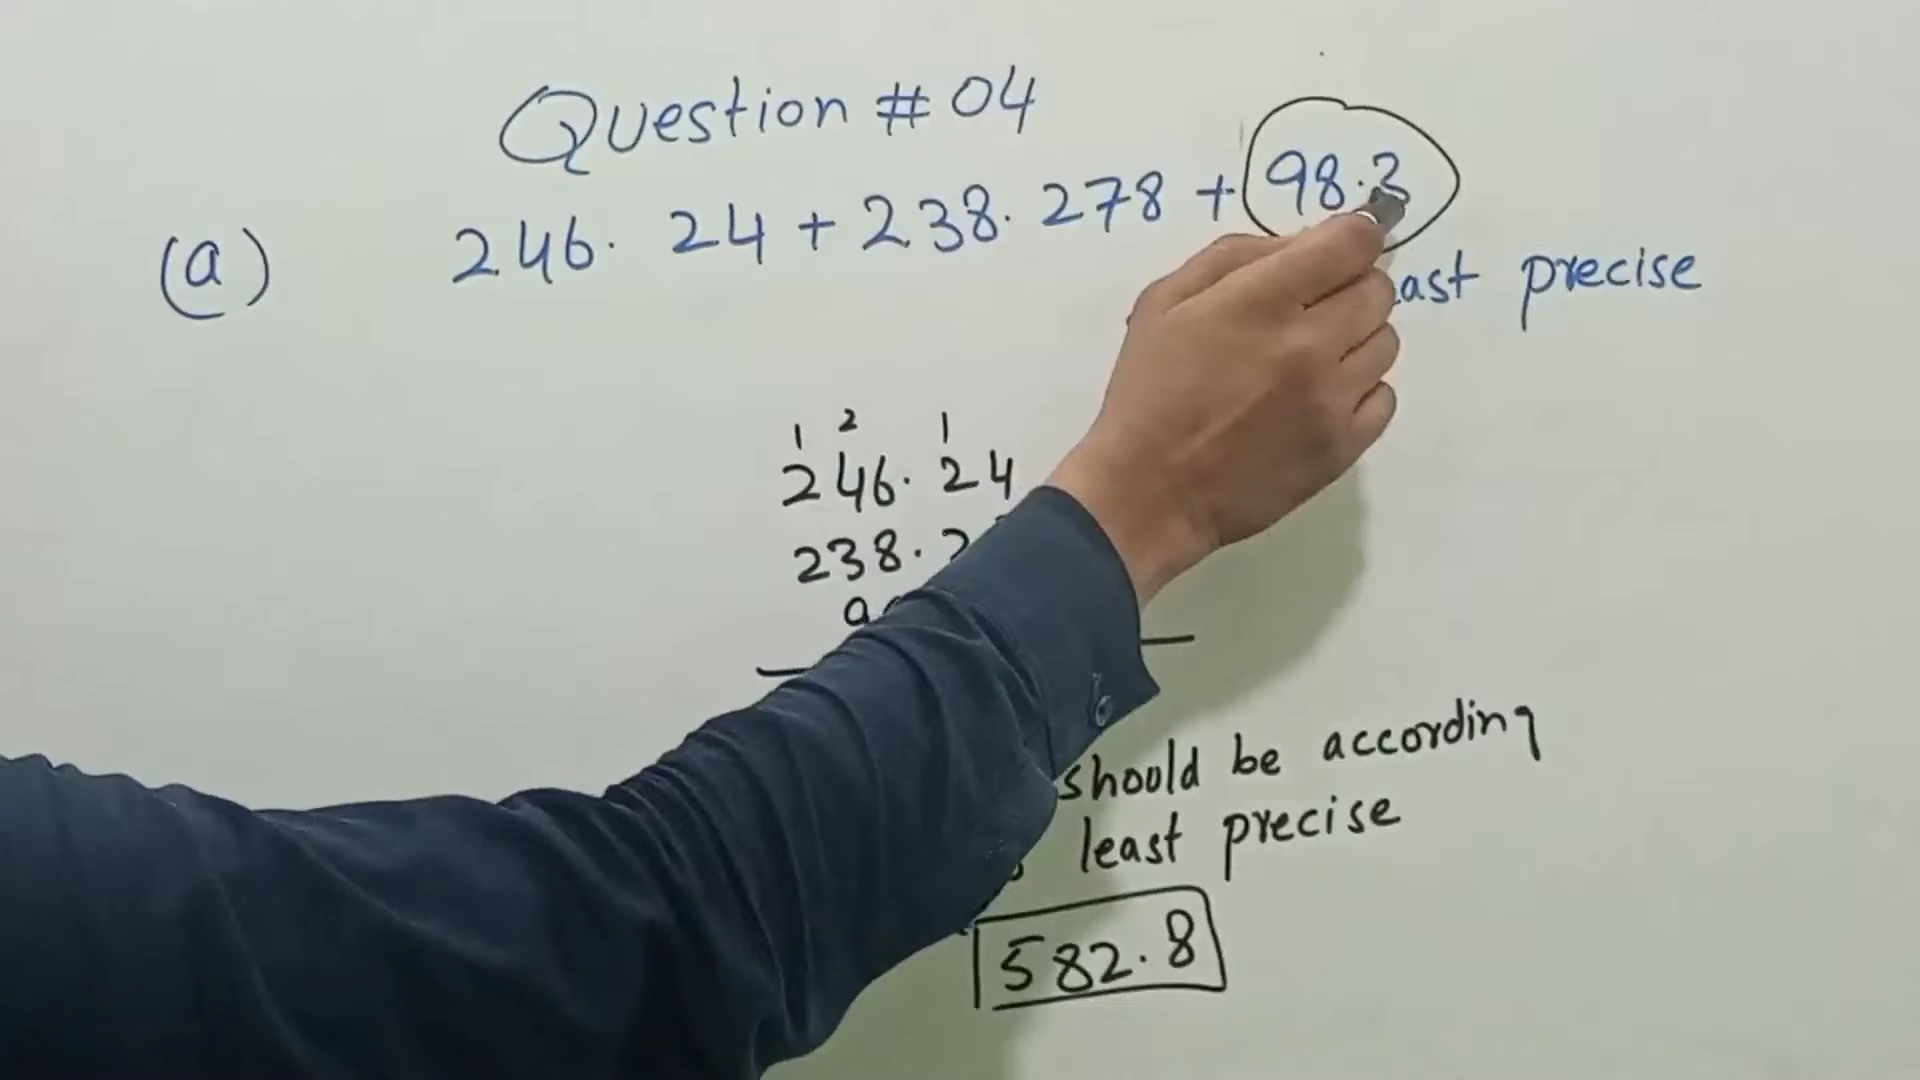 Question # 04
(a) 246.24 + 238.278 + 98.3
precise
1 2 1
246.24
238.2
should be according
least precise
582.8